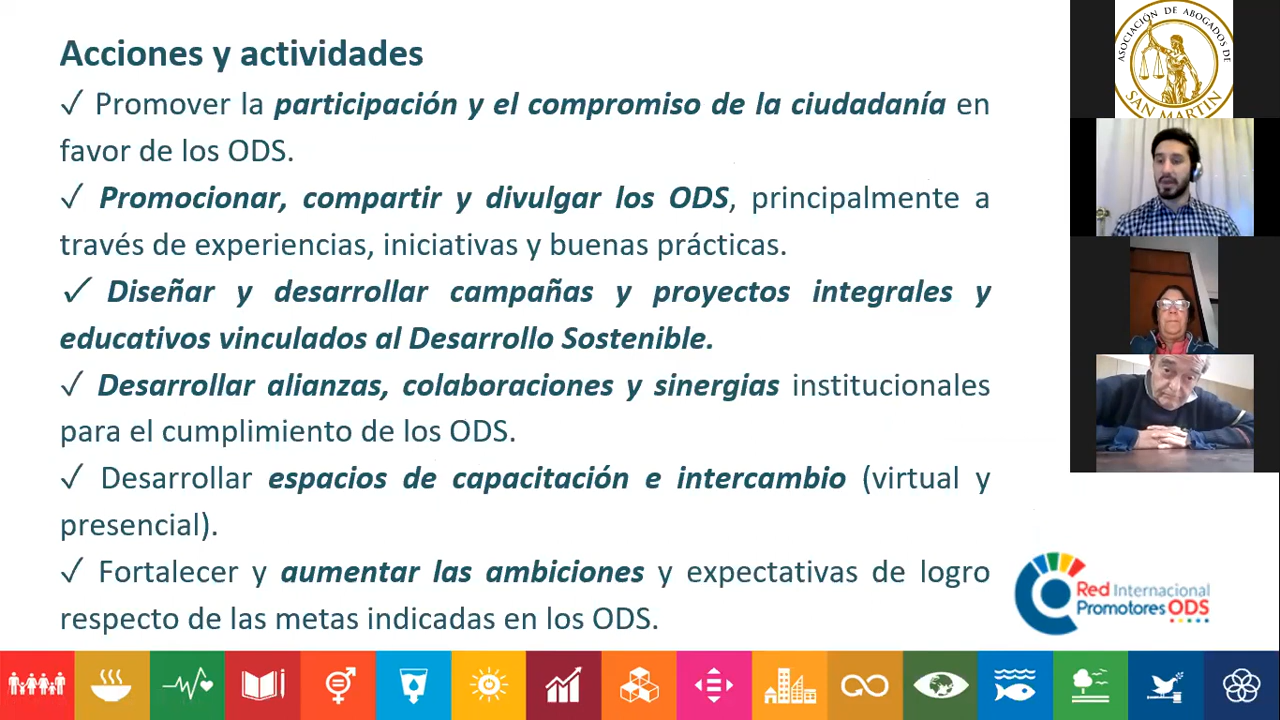 Acciones y actividades
✓ Promover la participación y el compromiso de la ciudadanía en
favor de los ODS.
✓ Promocionar, compartir y divulgar los ODS, principalmente a
través de experiencias, iniciativas y buenas prácticas.
✓ Diseñar y desarrollar campañas y proyectos integrales y
educativos vinculados al Desarrollo Sostenible.
✓ Desarrollar alianzas, colaboraciones y sinergias institucionales
para el cumplimiento de los ODS.
✓ Desarrollar espacios de capacitación e intercambio (virtual y
presencial).
✓ Fortalecer y aumentar las ambiciones y expectativas de logro
respecto de las metas indicadas en los ODS.
ASOCIACIÓN DE ABOGADOS DE
SAN MARTIN
Red Internacional
Promotores ODS